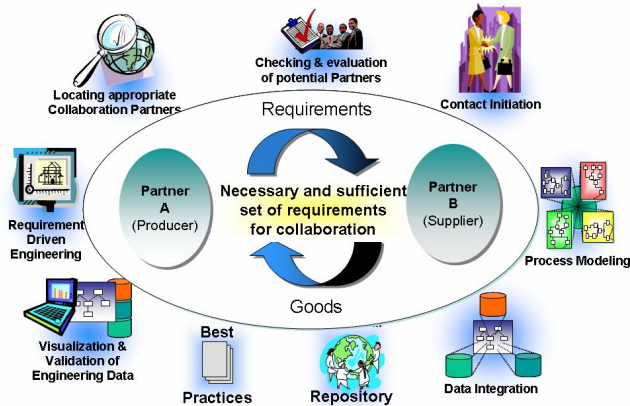 Locating appropriate
Collaboration Partners
Checking & evaluation
of potential Partners
Contact Initiation
Requirements
Partner
A
(Producer)
Necessary and sufficient
set of requirements
for collaboration
Partner
B
(Supplier)
Requirement
Driven
Engineering
Process Modeling
Goods
Visualization &
Validation of
Engineering Data
Best
Practices
...
Repository
Data Integration